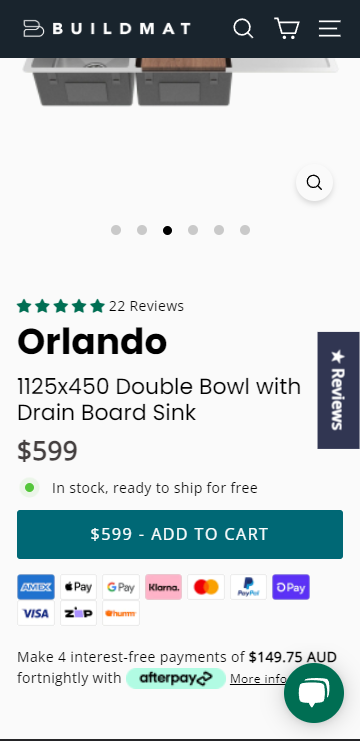 BUILDMAT
22 Reviews
Orlando
1125x450 Double Bowl with
Drain Board Sink
$599
★ Reviews
In stock, ready to ship for free
$599 - ADD TO CART
AMEX Pay G Pay Klarna. PayPal Pay
VISA ZIP humm
Make 4 interest-free payments of $149.75 AUD
fortnightly with afterpay More info